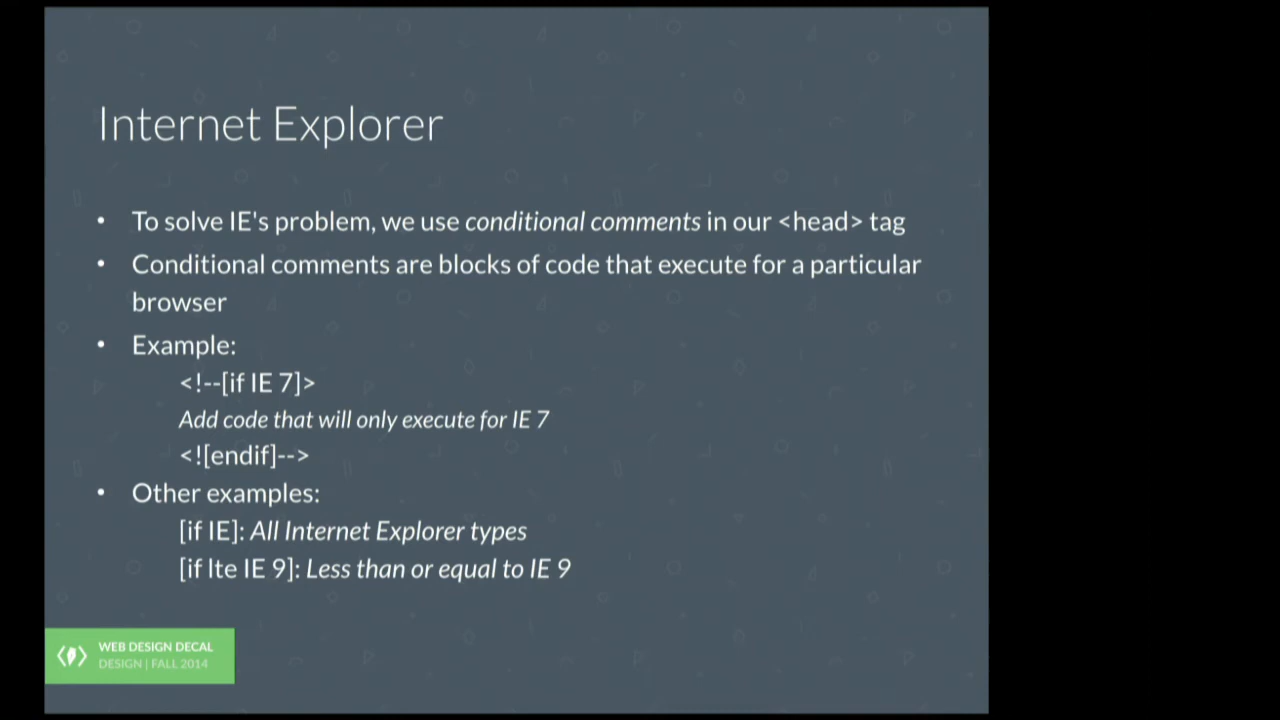 Internet Explorer
• To solve IE's problem, we use conditional comments in our <head> tag
• Conditional comments are blocks of code that execute for a particular
browser
• Example:
<!--[if IE 7]>
Add code that will only execute for IE 7
<![endif]-->
• Other examples:
[if IE]: All Internet Explorer types
[if lte IE 9]: Less than or equal to IE 9
WEB DESIGN DECAL
DESIGN | FALL 2014